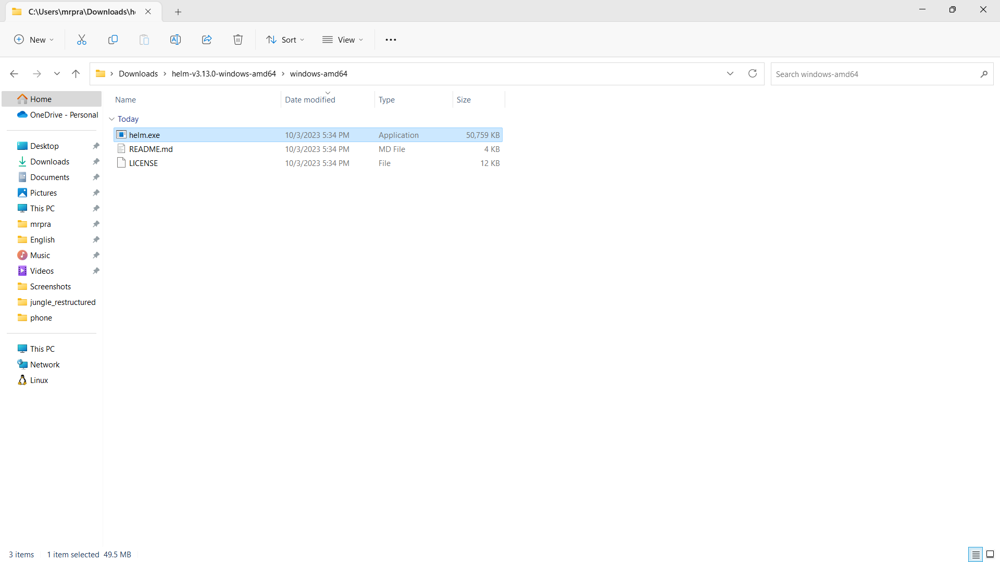 C:\Users\mrpra\Downloads\he
New
Sort
View
Downloads
helm-v3.13.0-windows-amd64
windows-amd64
Search windows-amd64
Home
OneDrive - Personal
Desktop
Downloads
Documents
Pictures
This PC
mrpra
English
Music
Videos
Screenshots
jungle_restructured
phone
This PC
Network
Linux
Name Date modified Type Size
Today
helm.exe 10/3/2023 5:34 PM Application 50,759 KB
README.md 10/3/2023 5:34 PM MD File 4 KB
LICENSE 10/3/2023 5:34 PM File 12 KB
3 items 1 item selected 49.5 MB